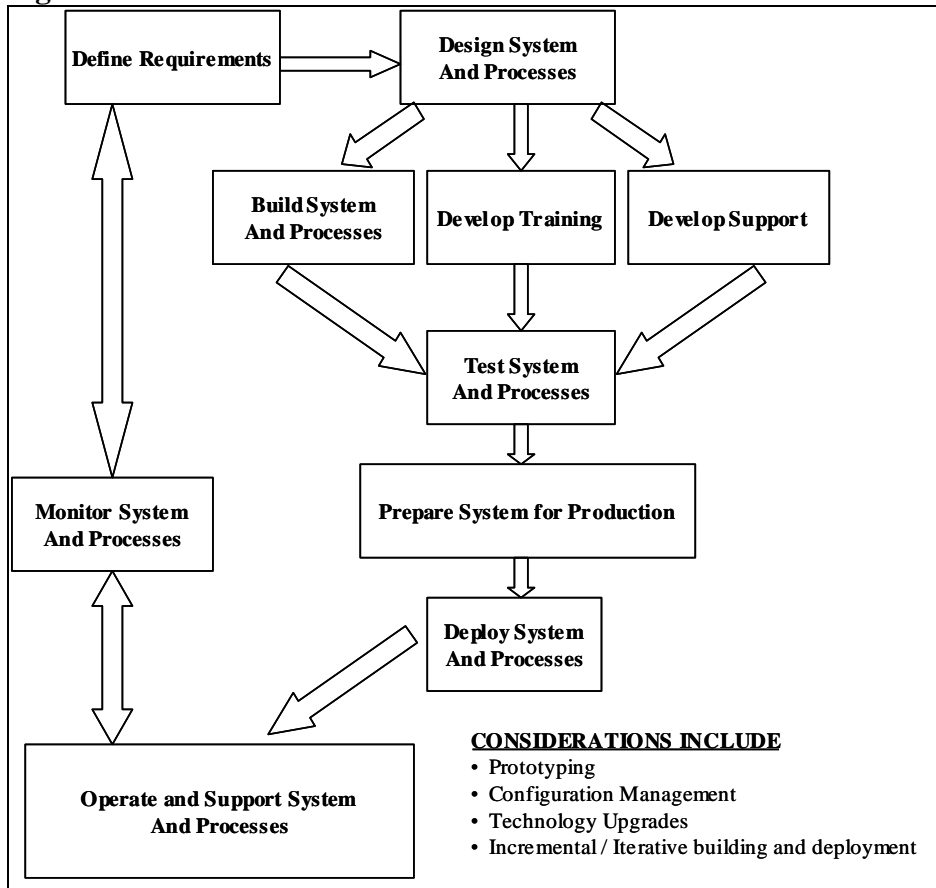 Define Requirements
Design System
And Processes
Build System
And Processes
Develop Training
Develop Support
Test System
And Processes
Monitor System
And Processes
Prepare System for Production
Deploy System
And Processes
Operate and Support System
And Processes
CONSIDERATIONS INCLUDE
• Prototyping
• Configuration Management
• Technology Upgrades
• Incremental / Iterative building and deployment